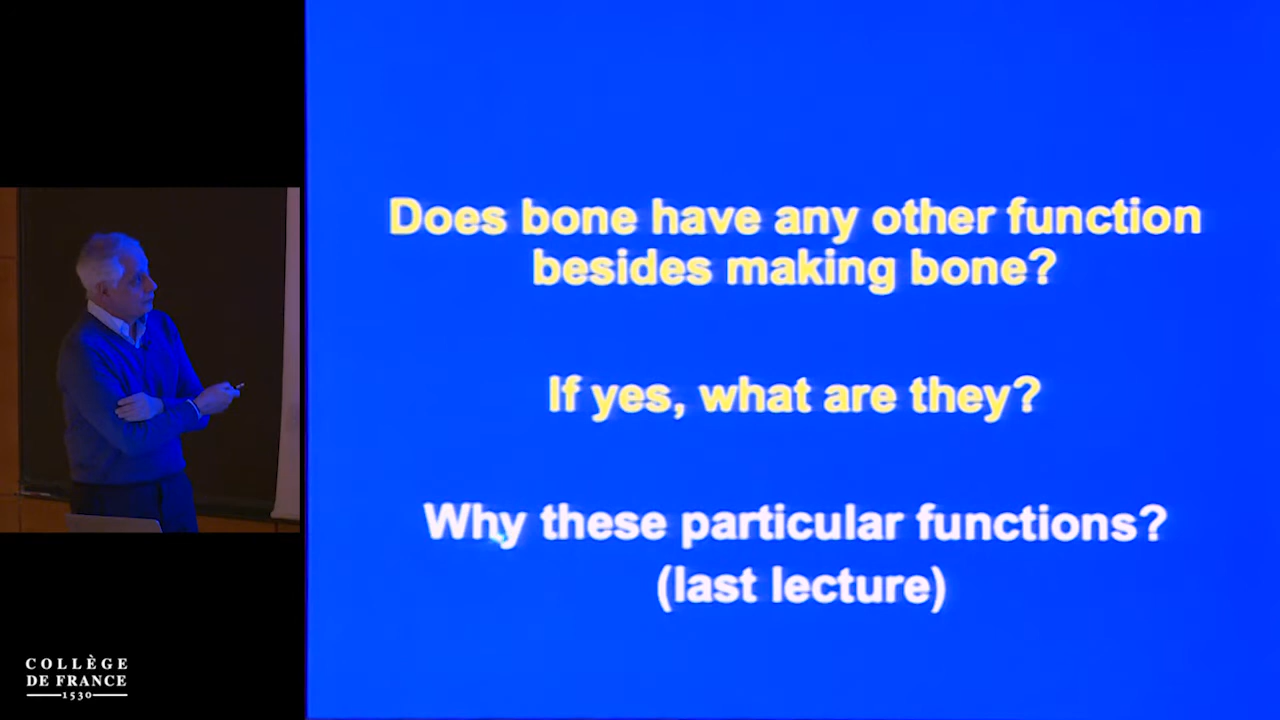 Does bone have any other function
besides making bone?
If yes, what are they?
Why these particular functions?
(last lecture)
COLLÈGE
DE FRANCE
1530